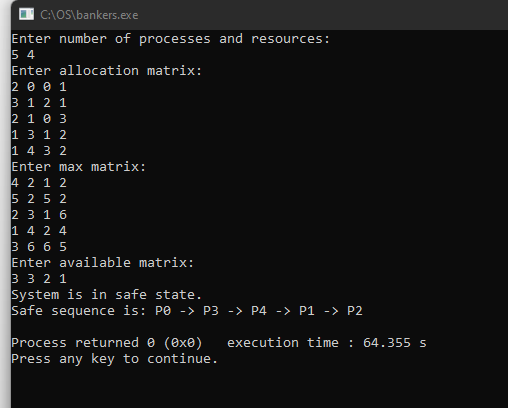 C:\OS\bankers.exe
Enter number of processes and resources:
5 4
Enter allocation matrix:
2 0 0 1
3 1 2 1
2 1 0 3
1 3 1 2
1 4 3 2
Enter max matrix:
4 2 1 2
5 2 5 2
2 3 1 6
1 4 2 4
3 6 6 5
Enter available matrix:
3 3 2 1
System is in safe state.
Safe sequence is: P0 -> P3 -> P4 -> P1 -> P2
Process returned 0 (0x0)   execution time : 64.355 s
Press any key to continue.